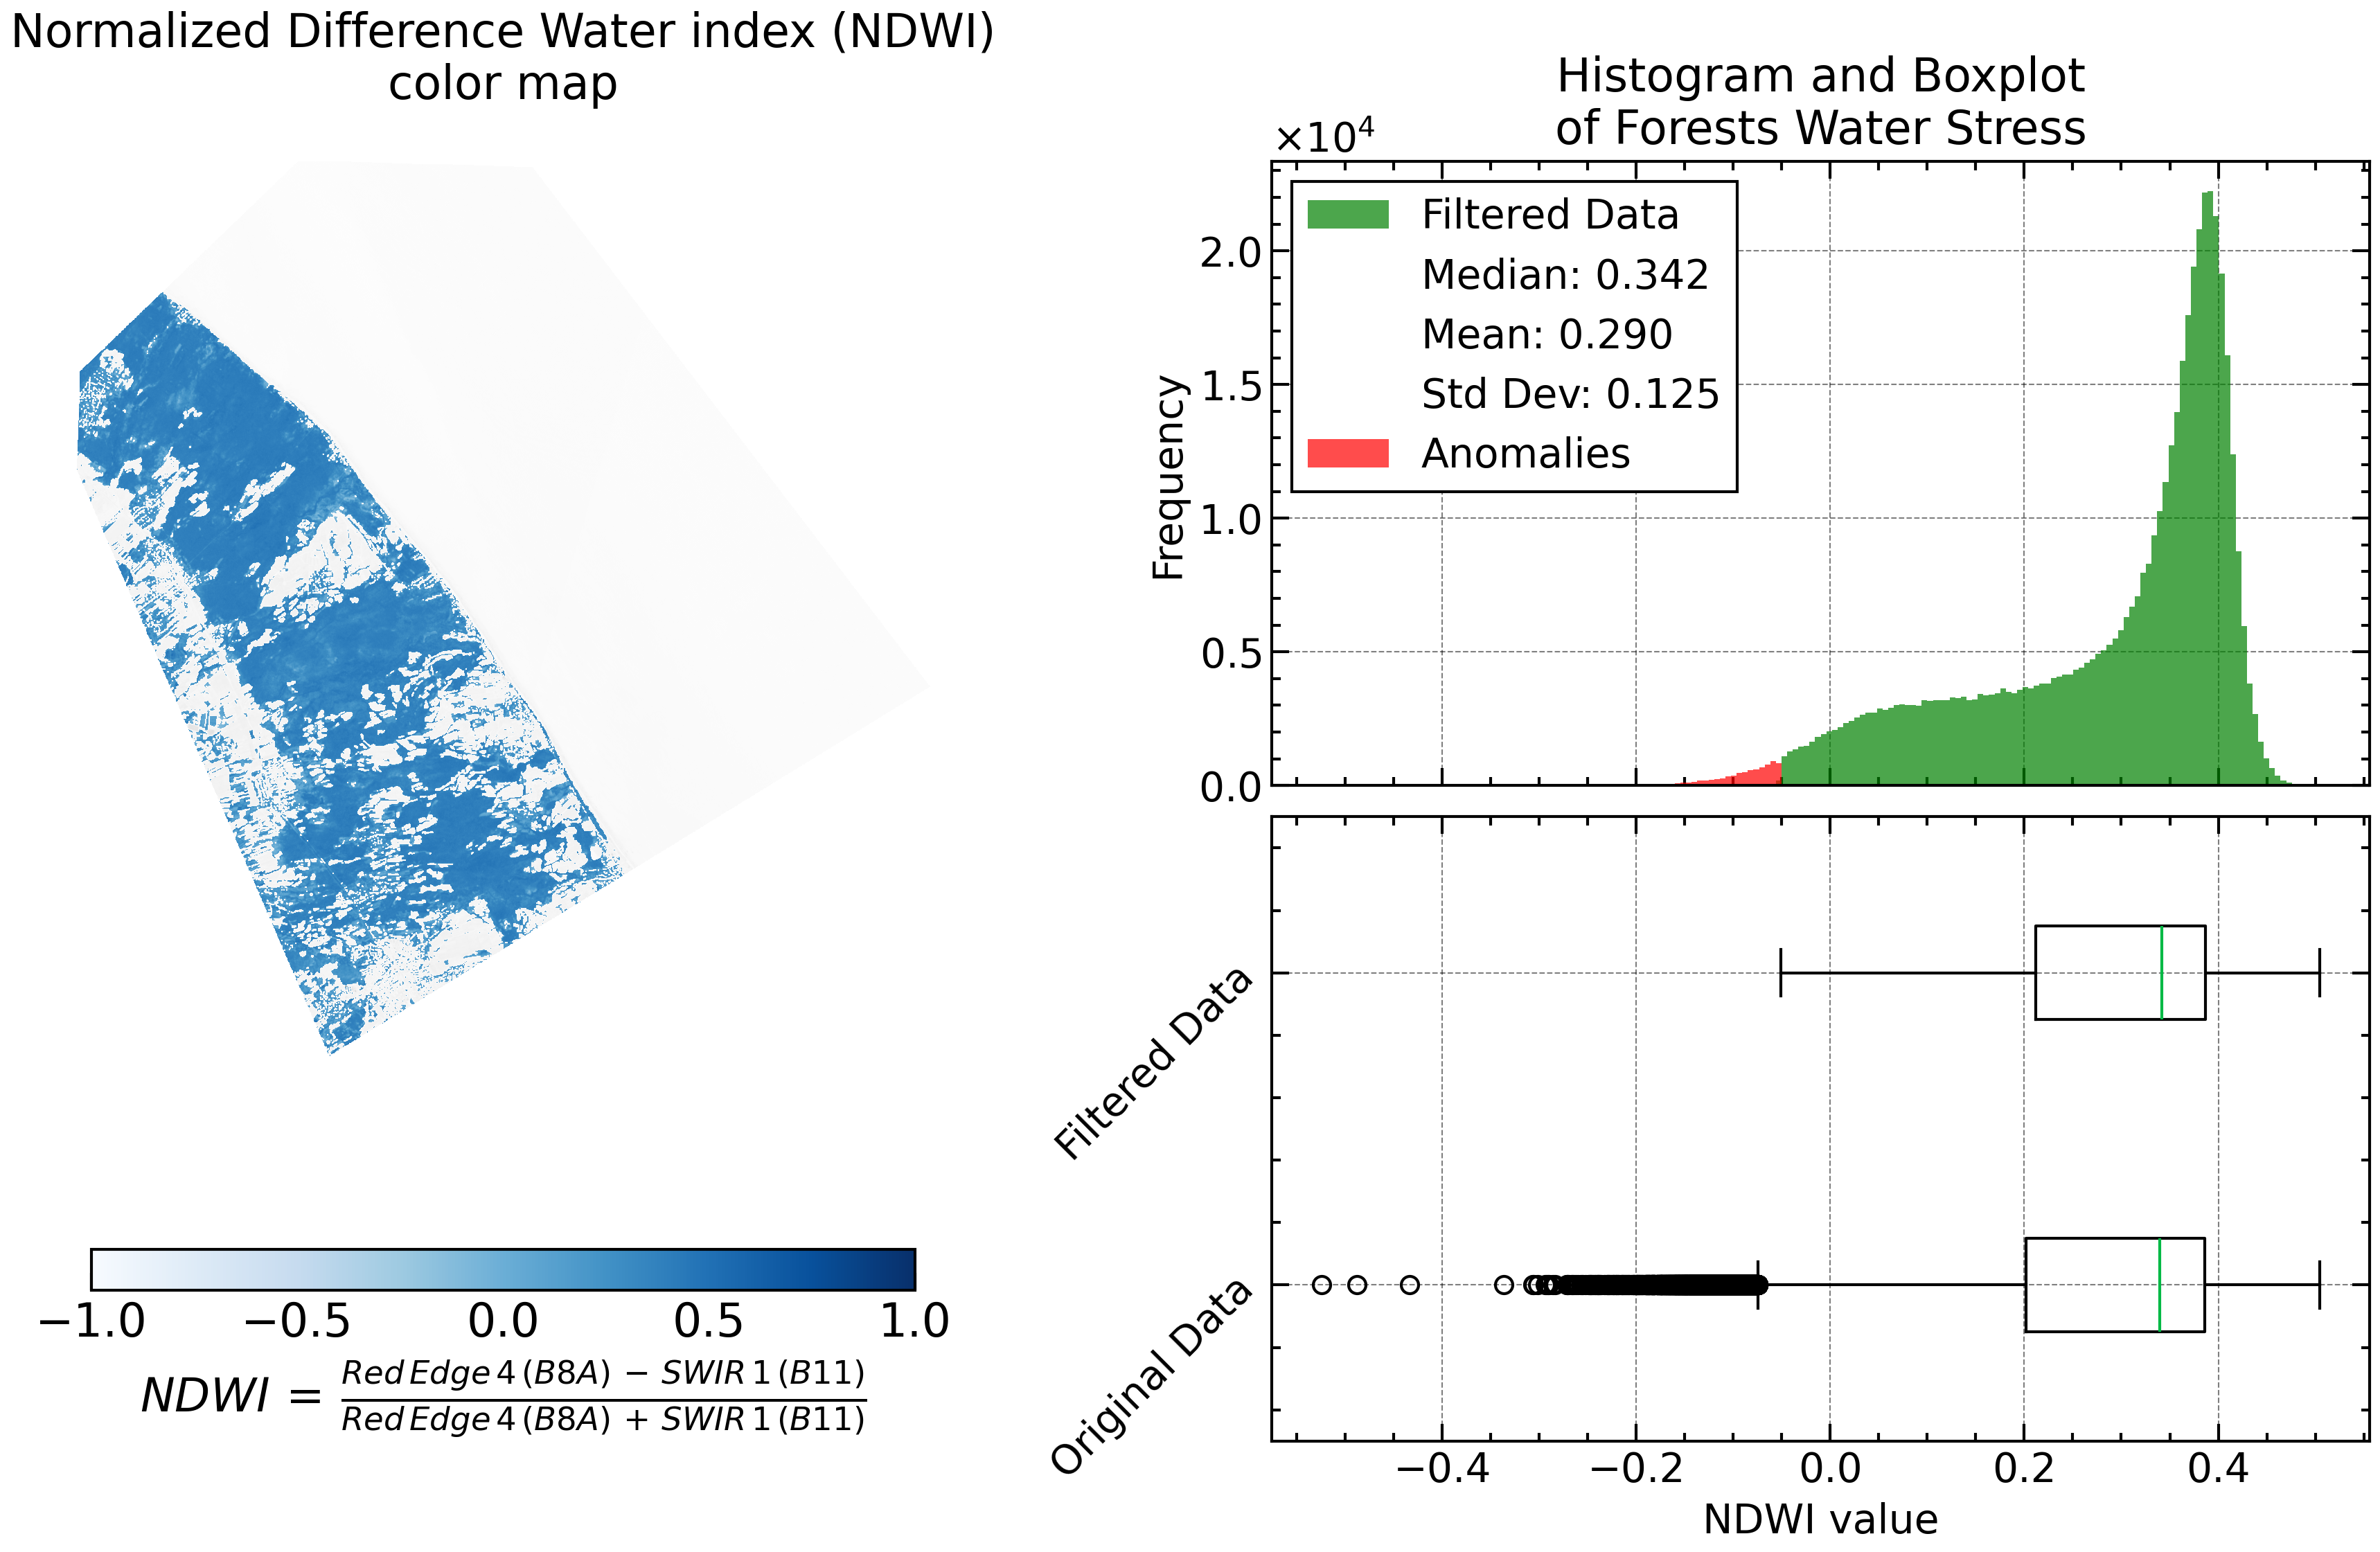 Normalized Difference Water index (NDWI)
color map
−1.0 −0.5 0.0 0.5 1.0
NDWI = Red Edge 4 (B8A) − SWIR 1 (B11)
Red Edge 4 (B8A) + SWIR 1 (B11)
Histogram and Boxplot
of Forests Water Stress
×10⁴
Filtered Data
Median: 0.342
Mean: 0.290
Std Dev: 0.125
Anomalies
2.0
1.5
1.0
0.5
0.0
Frequency
Filtered Data
Original Data
−0.4 −0.2 0.0 0.2 0.4
NDWI value